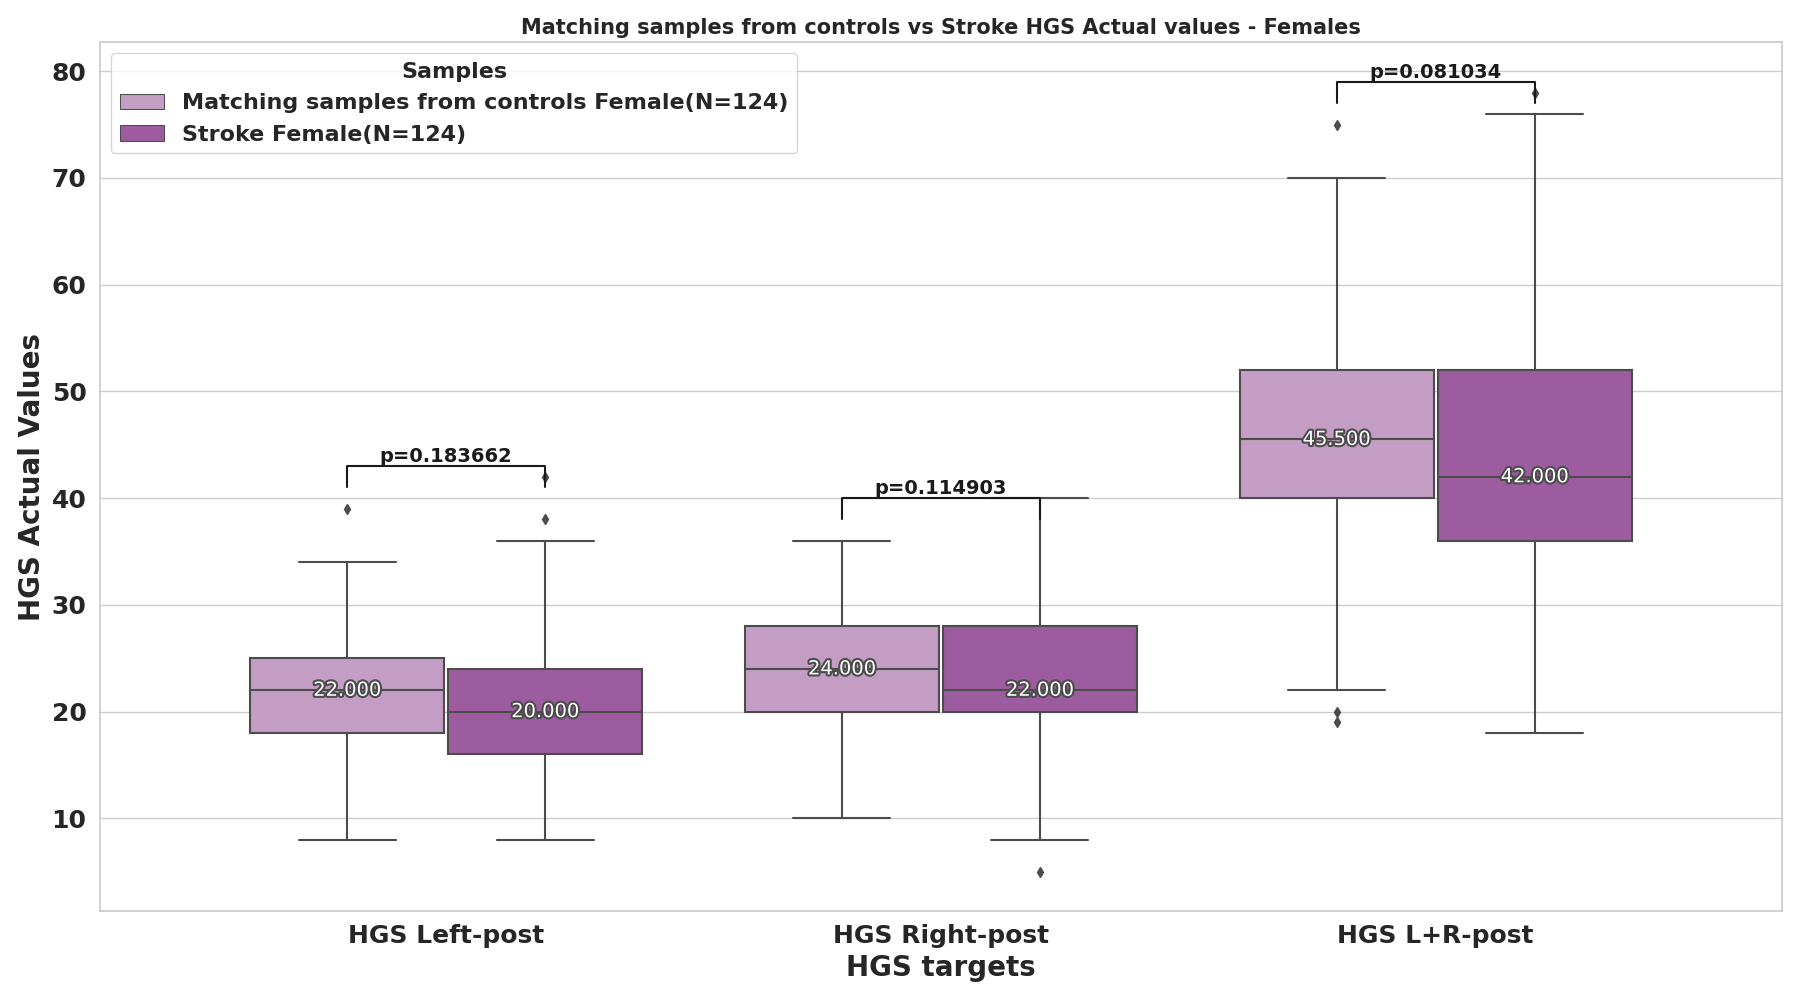 Matching samples from controls vs Stroke HGS Actual values - Females
Samples
Matching samples from controls Female(N=124)
Stroke Female(N=124)
HGS Actual Values
80
70
60
50
40
30
20
10
p=0.183662
p=0.114903
p=0.081034
22.000
20.000
24.000
22.000
45.500
42.000
HGS Left-post
HGS Right-post
HGS L+R-post
HGS targets